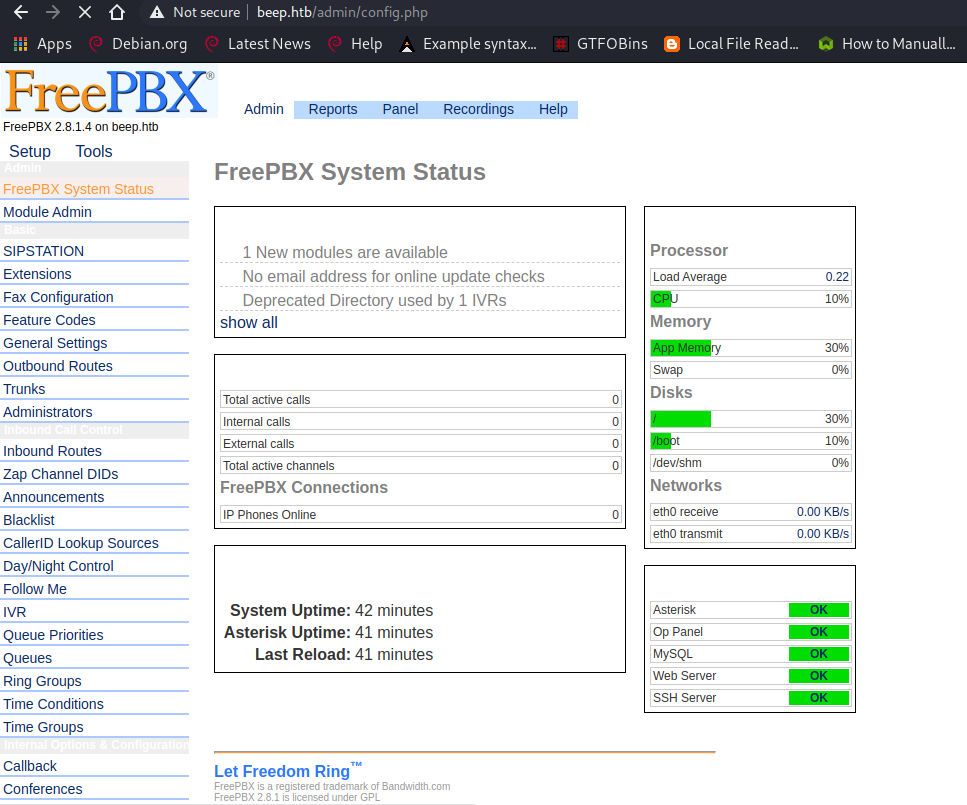 Not secure beep.htb/admin/config.php
Apps Debian.org Latest News Help Example syntax... GTFOBins Local File Read... How to Manuall...
FreePBX®
FreePBX 2.8.1.4 on beep.htb
Admin Reports Panel Recordings Help
Setup Tools
Admin
FreePBX System Status
Module Admin
Basic
SIPSTATION
Extensions
Fax Configuration
Feature Codes
General Settings
Outbound Routes
Trunks
Administrators
Inbound Call Control
Inbound Routes
Zap Channel DIDs
Announcements
Blacklist
CallerID Lookup Sources
Day/Night Control
Follow Me
IVR
Queue Priorities
Queues
Ring Groups
Time Conditions
Time Groups
Internal Options & Configuration
Callback
Conferences
FreePBX System Status
1 New modules are available
No email address for online update checks
Deprecated Directory used by 1 IVRs
show all
Total active calls 0
Internal calls 0
External calls 0
Total active channels 0
FreePBX Connections
IP Phones Online 0
System Uptime: 42 minutes
Asterisk Uptime: 41 minutes
Last Reload: 41 minutes
Processor
Load Average 0.22
CPU 10%
Memory
App Memory 30%
Swap 0%
Disks
/ 30%
/boot 10%
/dev/shm 0%
Networks
eth0 receive 0.00 KB/s
eth0 transmit 0.00 KB/s
Asterisk OK
Op Panel OK
MySQL OK
Web Server OK
SSH Server OK
Let Freedom Ring™
FreePBX is a registered trademark of Bandwidth.com
FreePBX 2.8.1 is licensed under GPL